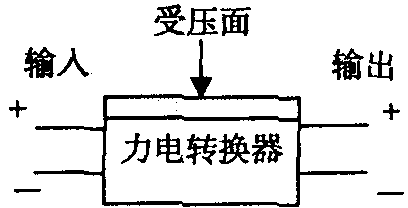 受压面
输入 输出
+ +
力电转换器
— —